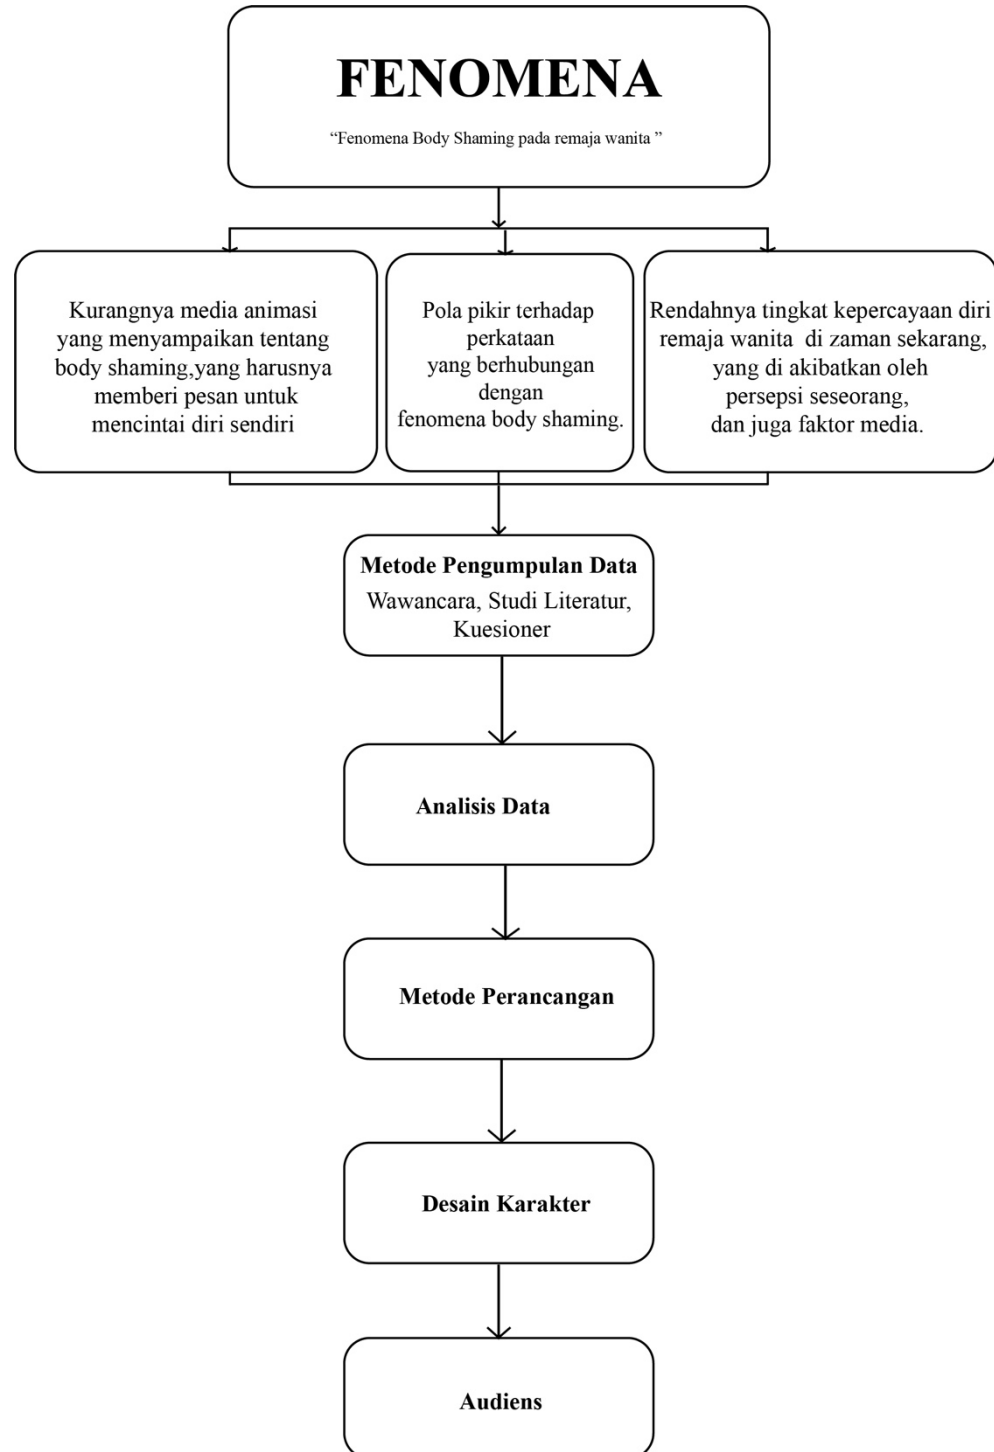 FENOMENA
“Fenomena Body Shaming pada remaja wanita ”
Kurangnya media animasi
yang menyampaikan tentang
body shaming,yang harusnya
memberi pesan untuk
mencintai diri sendiri
Pola pikir terhadap
perkataan
yang berhubungan
dengan
fenomena body shaming.
Rendahnya tingkat kepercayaan diri
remaja wanita di zaman sekarang,
yang di akibatkan oleh
persepsi seseorang,
dan juga faktor media.
Metode Pengumpulan Data
Wawancara, Studi Literatur,
Kuesioner
Analisis Data
Metode Perancangan
Desain Karakter
Audiens